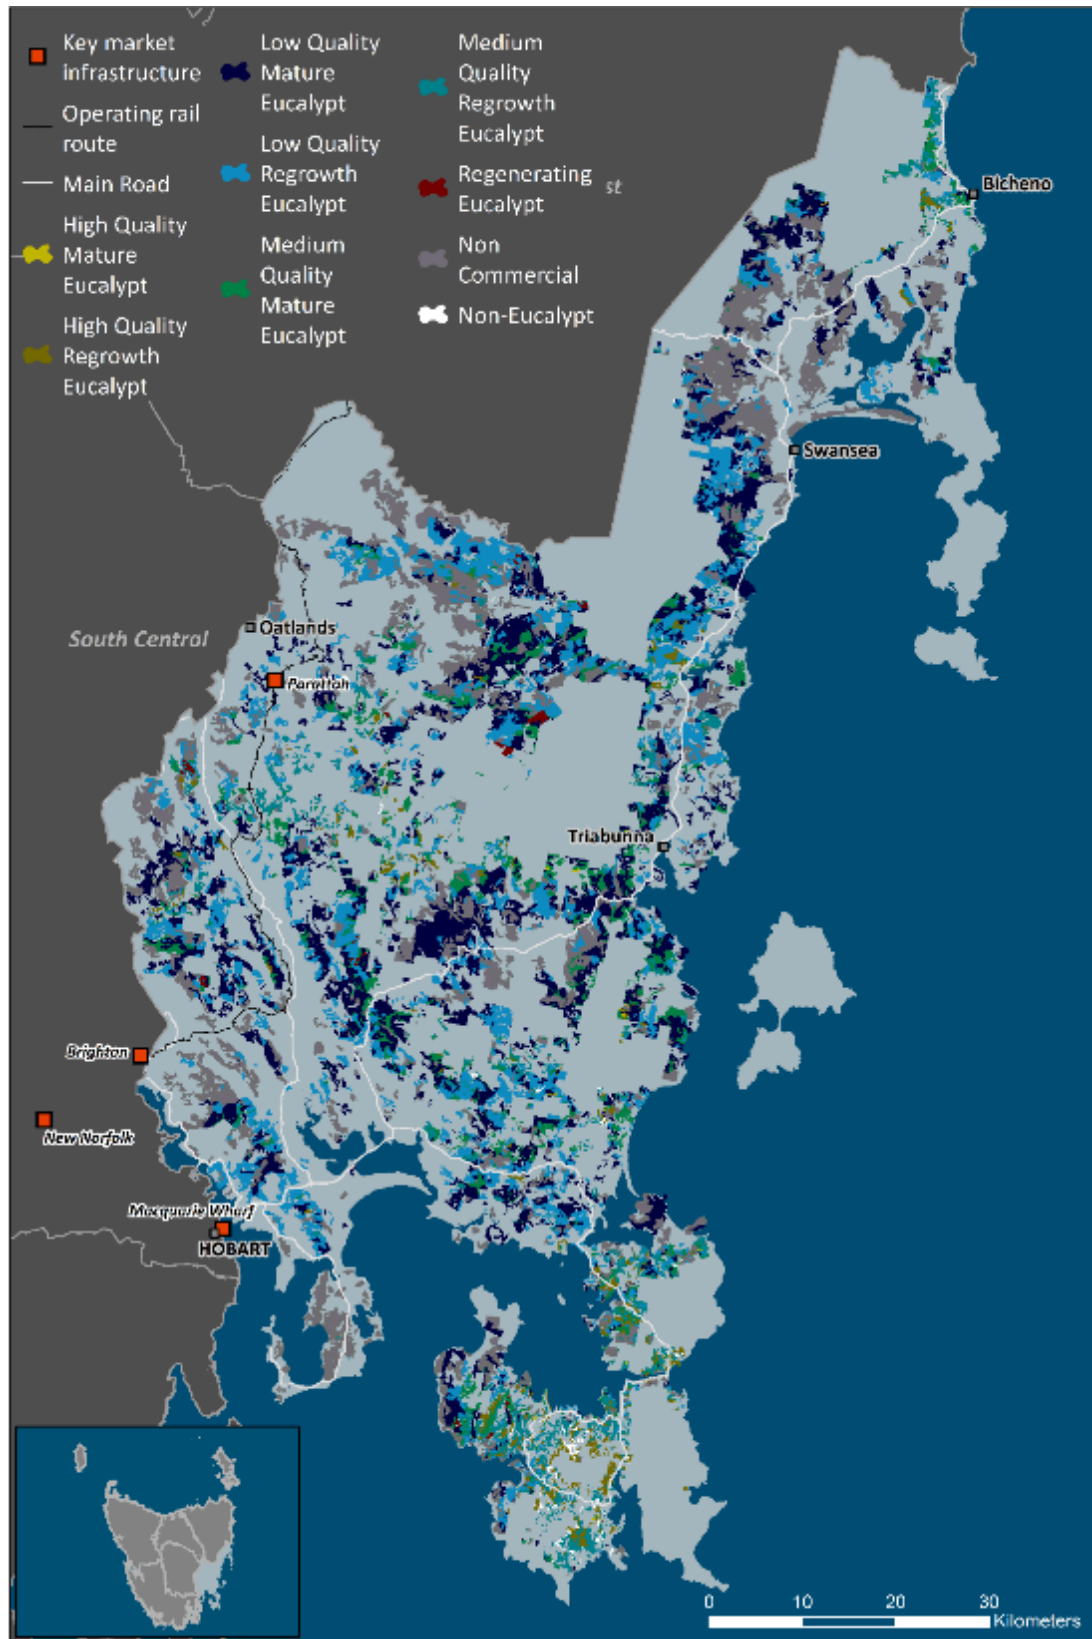 Key market
infrastructure
Operating rail
route
Main Road
High Quality
Mature
Eucalypt
High Quality
Regrowth
Eucalypt
Low Quality
Mature
Eucalypt
Low Quality
Regrowth
Eucalypt
Medium
Quality
Mature
Eucalypt
Medium
Quality
Regrowth
Eucalypt
Regenerating
Eucalypt
st
Non
Commercial
Non-Eucalypt
Bicheno
Swansea
South Central
Oatlands
Parattah
Triabunna
Brighton
New Norfolk
Macquarie Wharf
HOBART
0 10 20 30
Kilometers